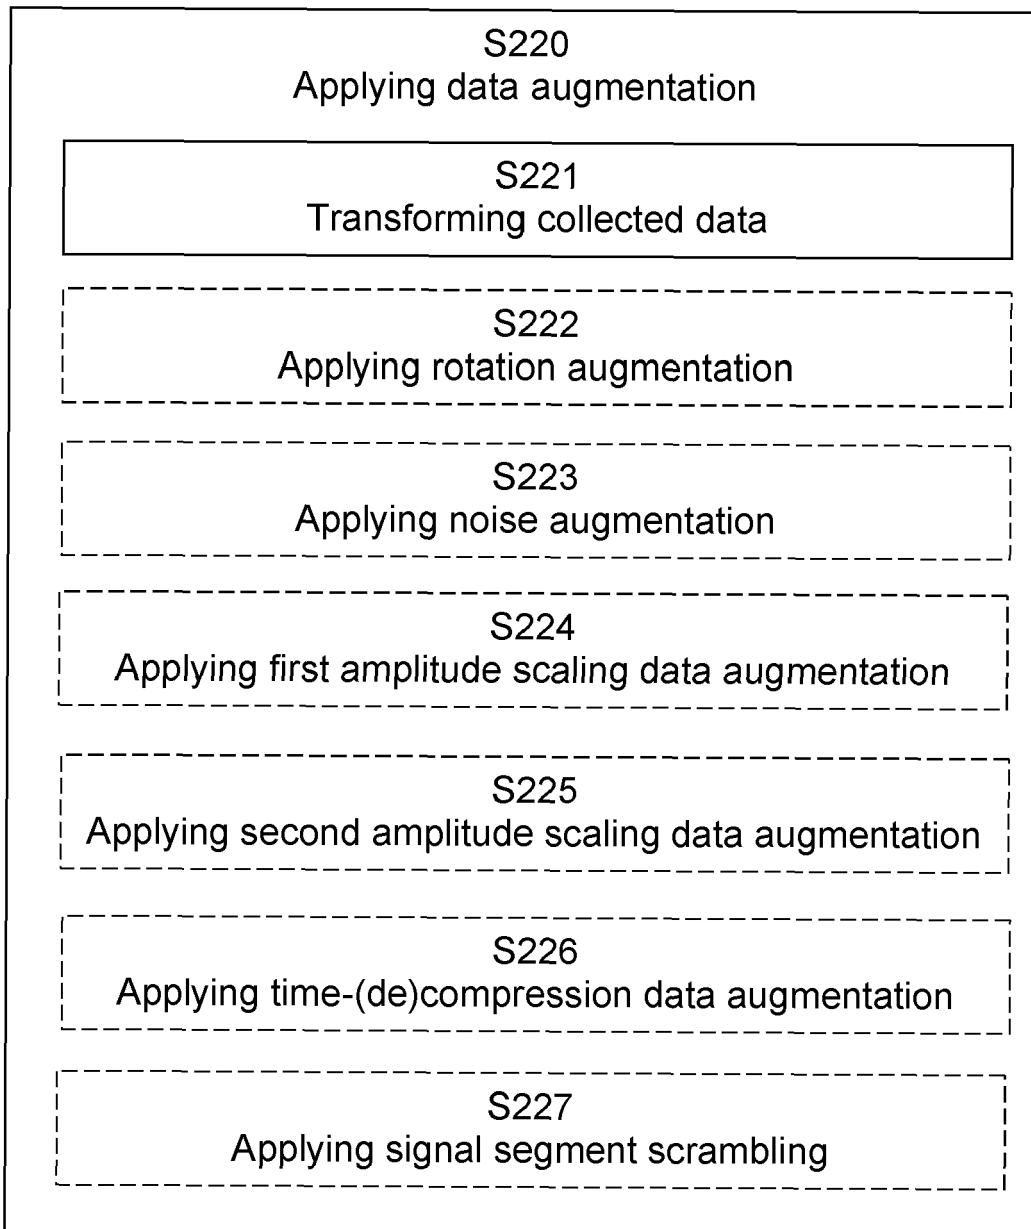 S220
Applying data augmentation
S221
Transforming collected data
S222
Applying rotation augmentation
S223
Applying noise augmentation
S224
Applying first amplitude scaling data augmentation
S225
Applying second amplitude scaling data augmentation
S226
Applying time-(de)compression data augmentation
S227
Applying signal segment scrambling